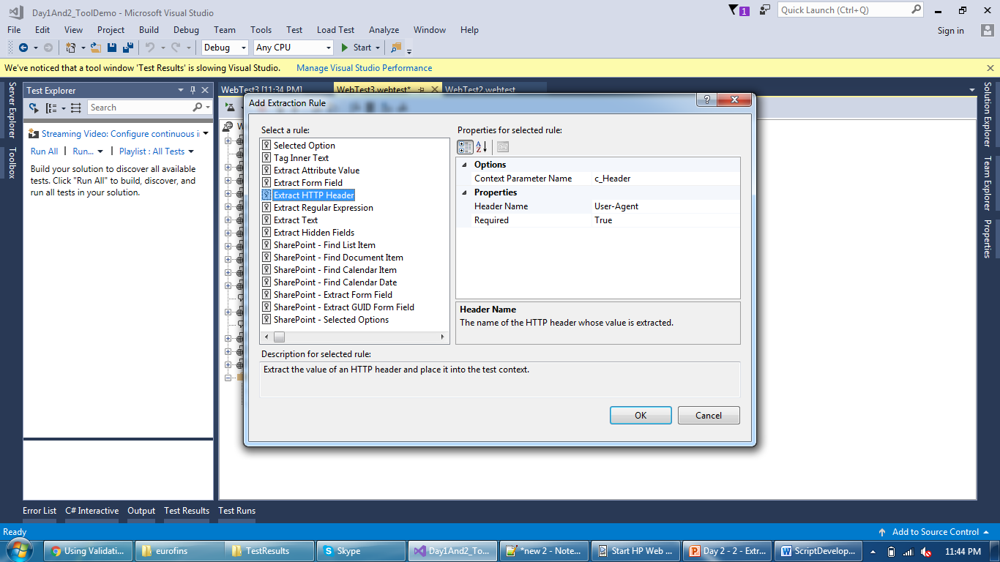 Day1And2_ToolDemo - Microsoft Visual Studio
1
Quick Launch (Ctrl+Q)
File Edit View Project Build Debug Team Tools Test Load Test Analyze Window Help
Sign in
Debug Any CPU Start
We've noticed that a tool window 'Test Results' is slowing Visual Studio. Manage Visual Studio Performance
Server Explorer
Toolbox
Test Explorer
Search
Streaming Video: Configure continuous i
Run All Run... Playlist : All Tests
Build your solution to discover all available
tests. Click "Run All" to build, discover, and
run all tests in your solution.
WebTest3 [11:34 PM] WebTest3.webtest* WebTest2.webtest
Add Extraction Rule
Select a rule:
Selected Option
Tag Inner Text
Extract Attribute Value
Extract Form Field
Extract HTTP Header
Extract Regular Expression
Extract Text
Extract Hidden Fields
SharePoint - Find List Item
SharePoint - Find Document Item
SharePoint - Find Calendar Item
SharePoint - Find Calendar Date
SharePoint - Extract Form Field
SharePoint - Extract GUID Form Field
SharePoint - Selected Options
Properties for selected rule:
Options
Context Parameter Name c_Header
Properties
Header Name User-Agent
Required True
Header Name
The name of the HTTP header whose value is extracted.
Description for selected rule:
Extract the value of an HTTP header and place it into the test context.
OK Cancel
Solution Explorer
Team Explorer
Properties
Error List C# Interactive Output Test Results Test Runs
Ready
Add to Source Control
Using Validati... eurofins TestResults Skype Day1And2_To... *new 2 - Note... Start HP Web ... Day 2 - 2 - Extr... ScriptDevelop... 11:44 PM